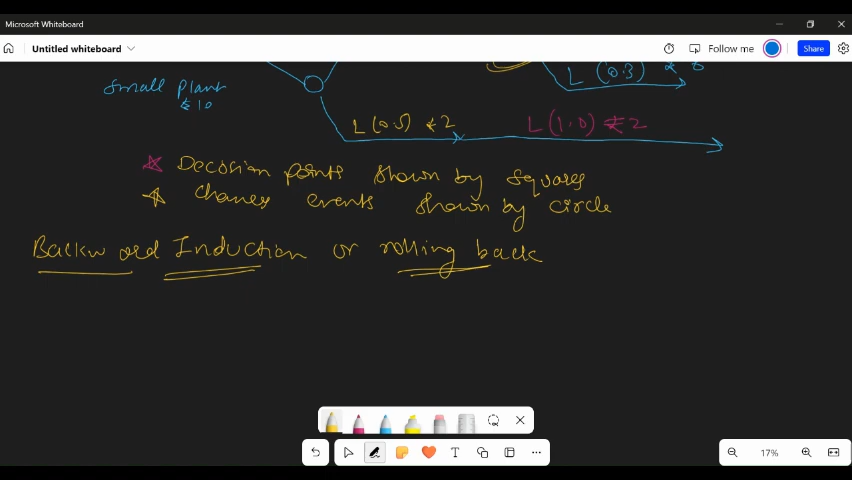 Microsoft Whiteboard
Untitled whiteboard
Follow me
Share
Small Plant
₹ 10
L (0.3) ₹ 6
L (0.5) ₹ 2
L (1.0) ₹ 2
Decision points shown by squares
chances events shown by circle
Backward Induction or rolling back
17%